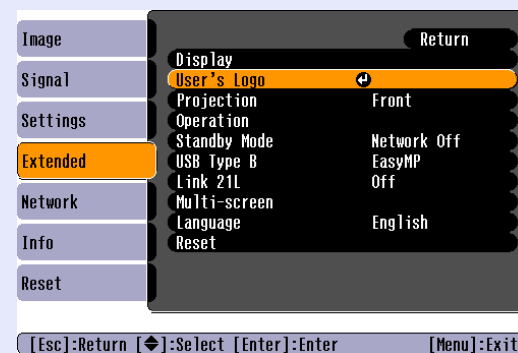 Image
Signal
Settings
Extended
Network
Info
Reset
Return
Display
User's Logo
Projection Front
Operation
Standby Mode Network Off
USB Type B EasyMP
Link 21L Off
Multi-screen
Language English
Reset
[Esc]:Return [◆]:Select [Enter]:Enter [Menu]:Exit